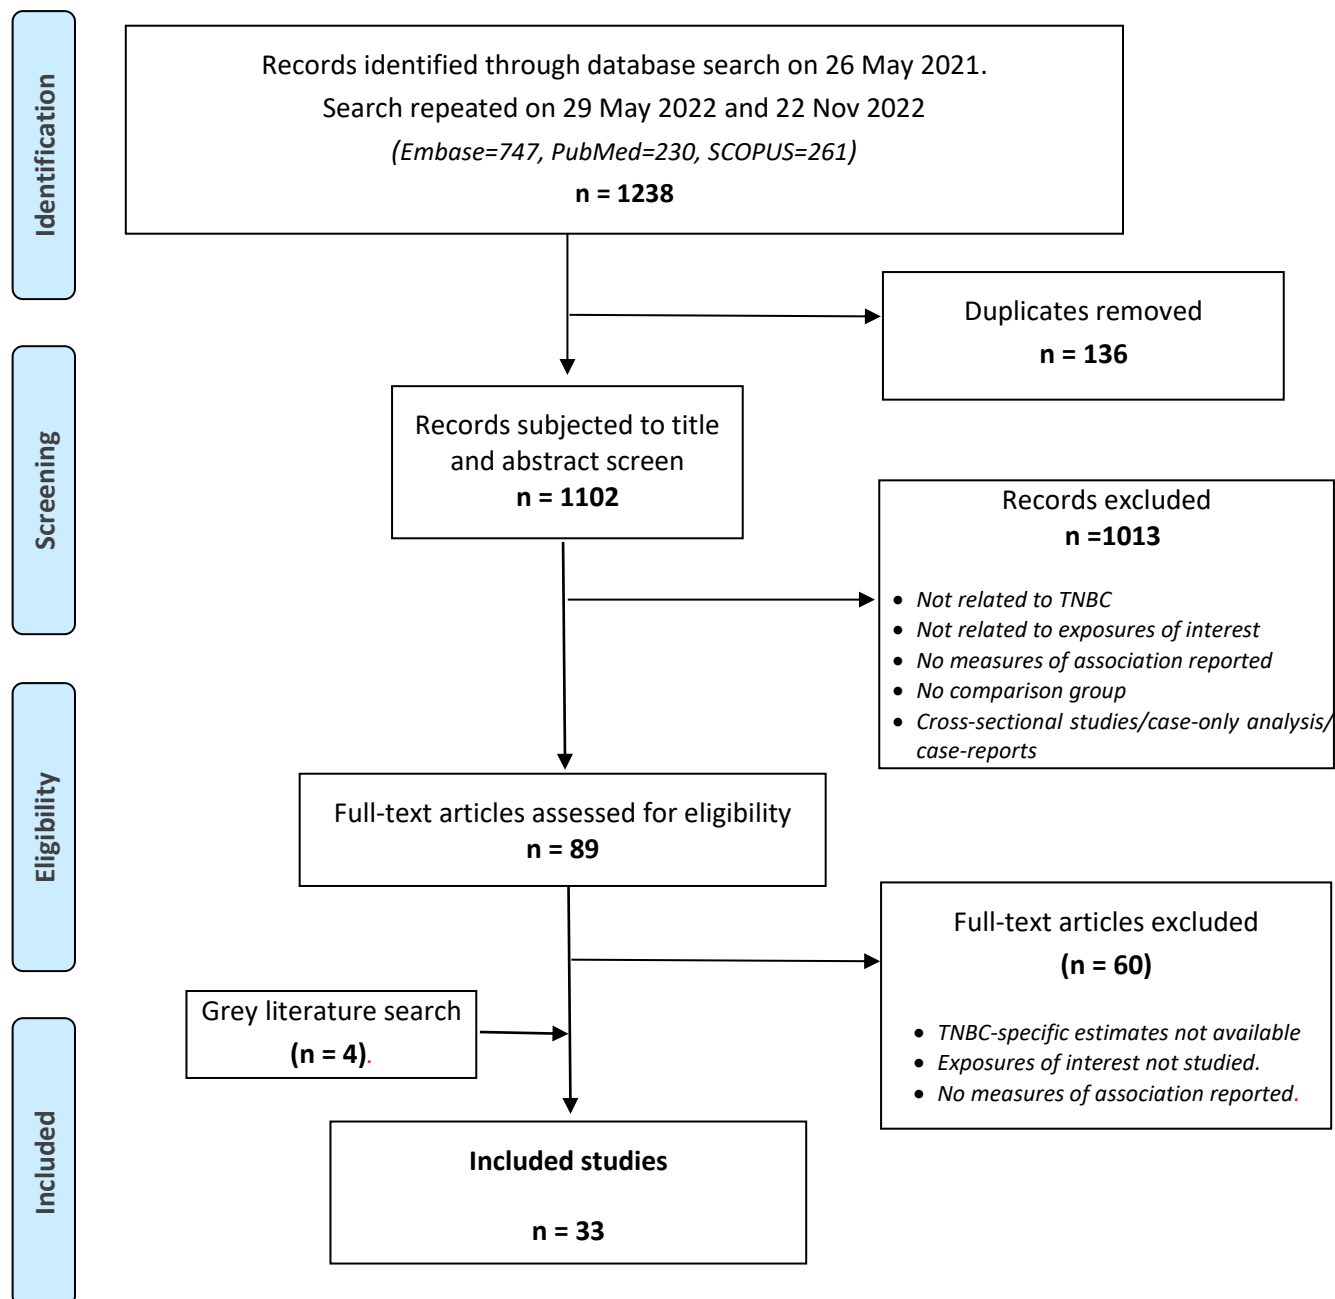 Identification
Records identified through database search on 26 May 2021.
Search repeated on 29 May 2022 and 22 Nov 2022
(Embase=747, PubMed=230, SCOPUS=261)
n = 1238
Duplicates removed
n = 136
Screening
Records subjected to title
and abstract screen
n = 1102
Records excluded
n =1013
• Not related to TNBC
• Not related to exposures of interest
• No measures of association reported
• No comparison group
• Cross-sectional studies/case-only analysis/
case-reports
Eligibility
Full-text articles assessed for eligibility
n = 89
Full-text articles excluded
(n = 60)
• TNBC-specific estimates not available
• Exposures of interest not studied.
• No measures of association reported.
Grey literature search
(n = 4).
Included
Included studies
n = 33